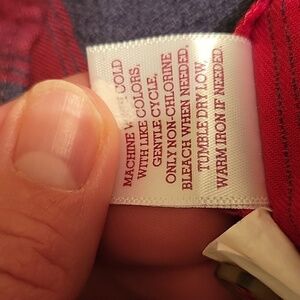 MACHINE COLD
WITH LIKE COLORS,
GENTLE CYCLE,
ONLY NON-CHLORINE
BLEACH WHEN NEEDED,
TUMBLE DRY LOW,
WARM IRON IF NEEDED.